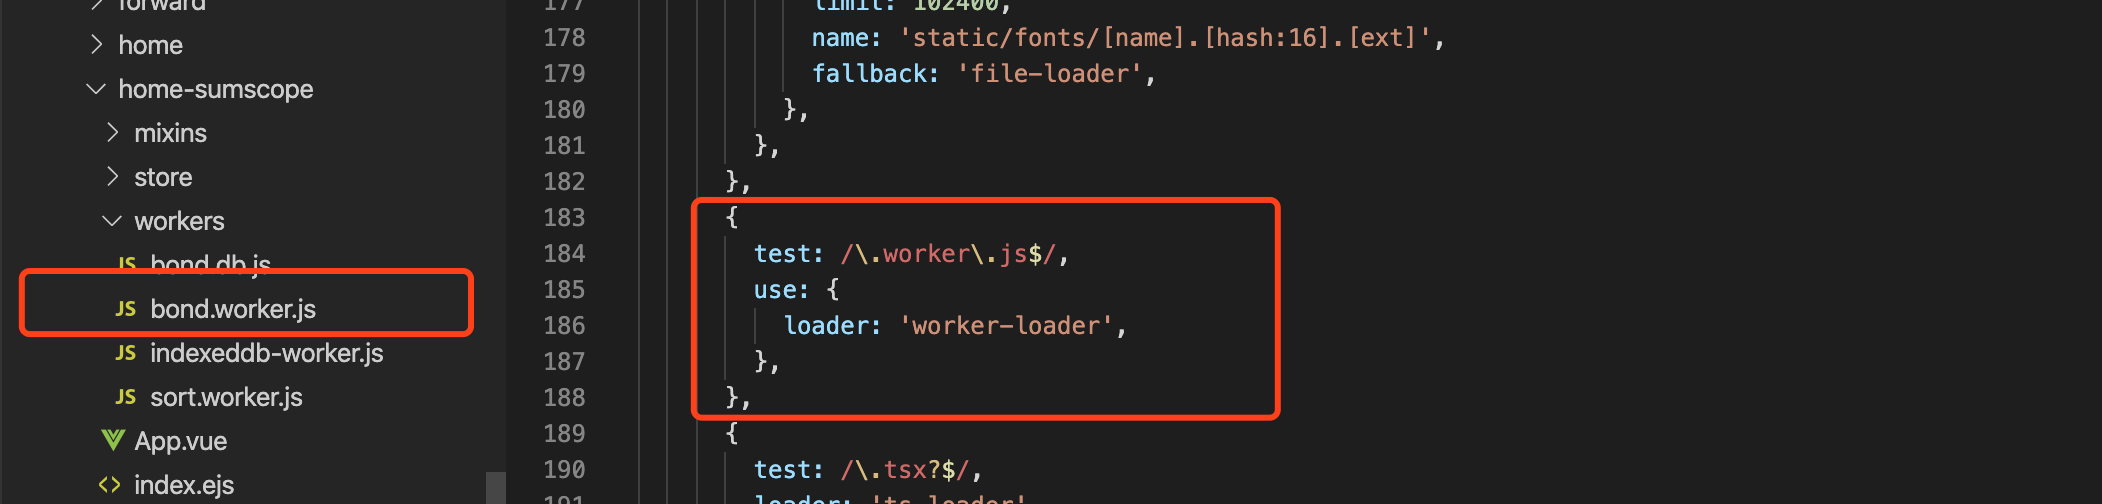 forward
home
home-sumscope
mixins
store
workers
JS bond.db.js
JS bond.worker.js
JS indexeddb-worker.js
JS sort.worker.js
App.vue
<> index.ejs
177 limit: 102400,
178 name: 'static/fonts/[name].[hash:16].[ext]',
179 fallback: 'file-loader',
180 },
181 },
182 },
183 {
184 test: /\.worker\.js$/,
185 use: {
186 loader: 'worker-loader',
187 },
188 },
189 {
190 test: /\.tsx?$/,
191 loader: 'ts-loader'